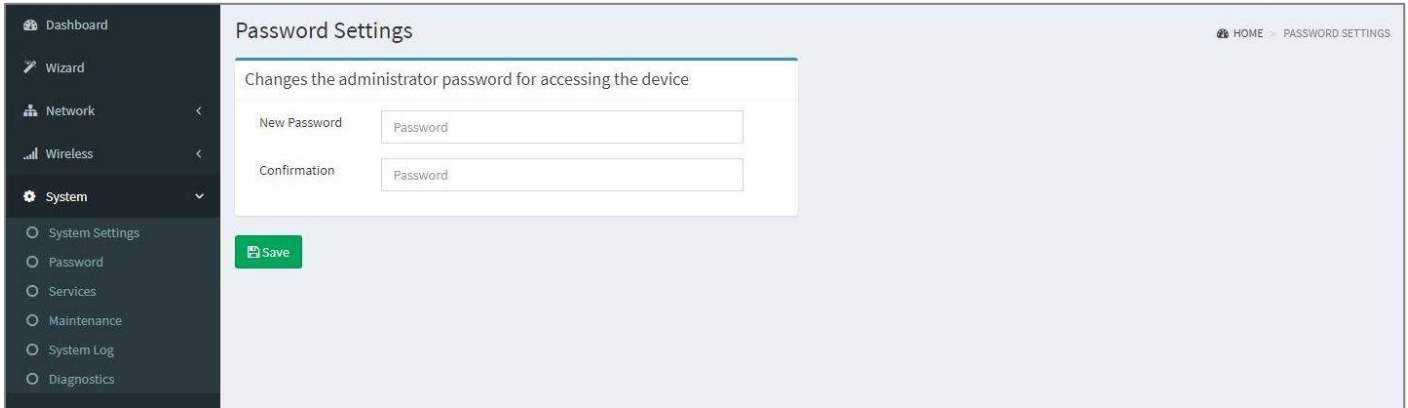 Dashboard
Wizard
Network
Wireless
System
System Settings
Password
Services
Maintenance
System Log
Diagnostics
Password Settings
HOME > PASSWORD SETTINGS
Changes the administrator password for accessing the device
New Password
Password
Confirmation
Password
Save